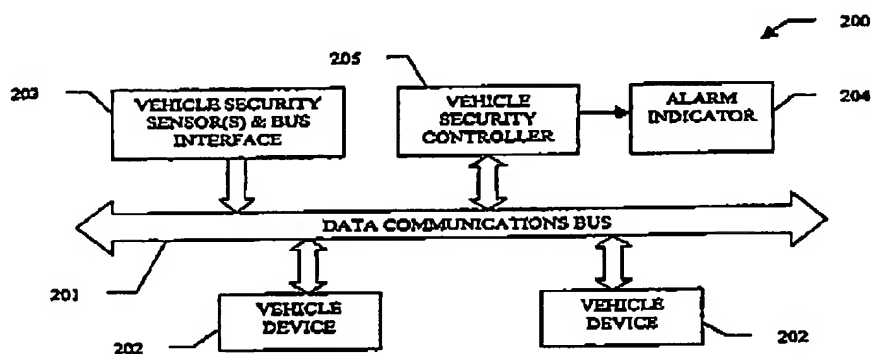 200
205
203
VEHICLE SECURITY
SENSOR(S) & BUS
INTERFACE
VEHICLE
SECURITY
CONTROLLER
ALARM
INDICATOR
204
DATA COMMUNICATIONS BUS
201
VEHICLE
DEVICE
202
VEHICLE
DEVICE
202